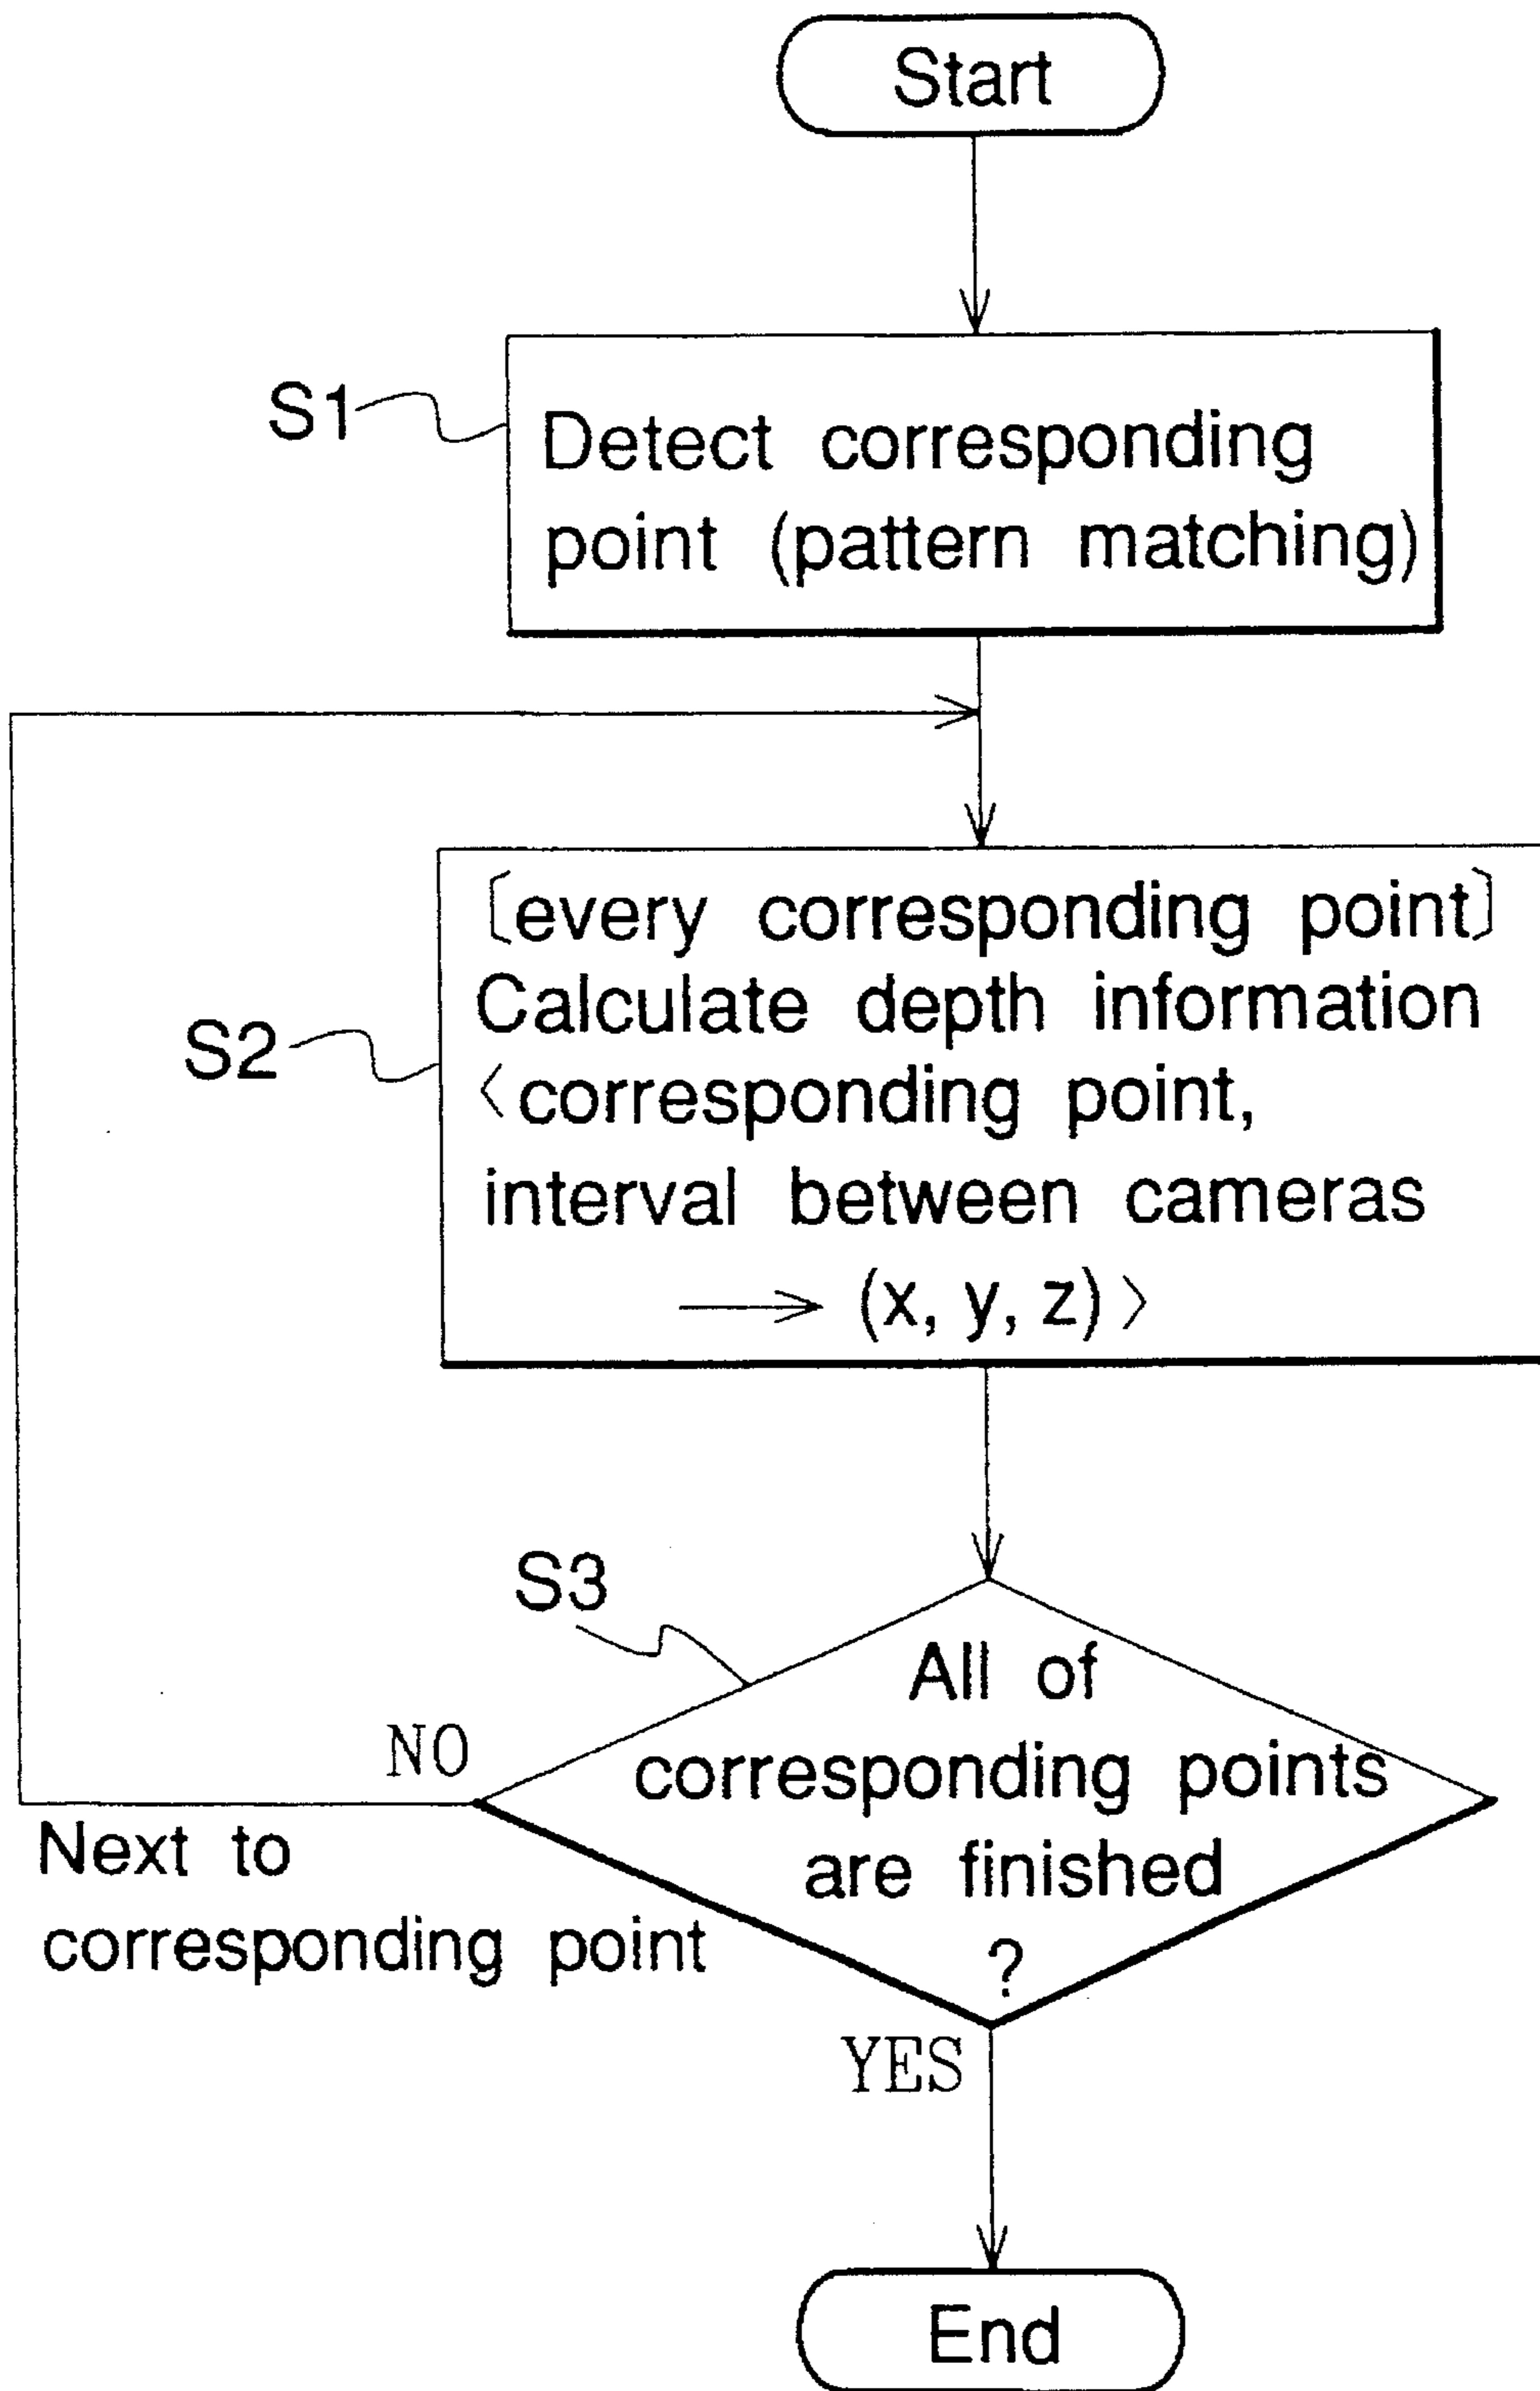 Start
S1
Detect corresponding
point (pattern matching)
S2
〔every corresponding point〕
Calculate depth information
〈corresponding point,
interval between cameras
→ (x, y, z)〉
S3
All of
corresponding points
are finished
?
NO
Next to
corresponding point
YES
End